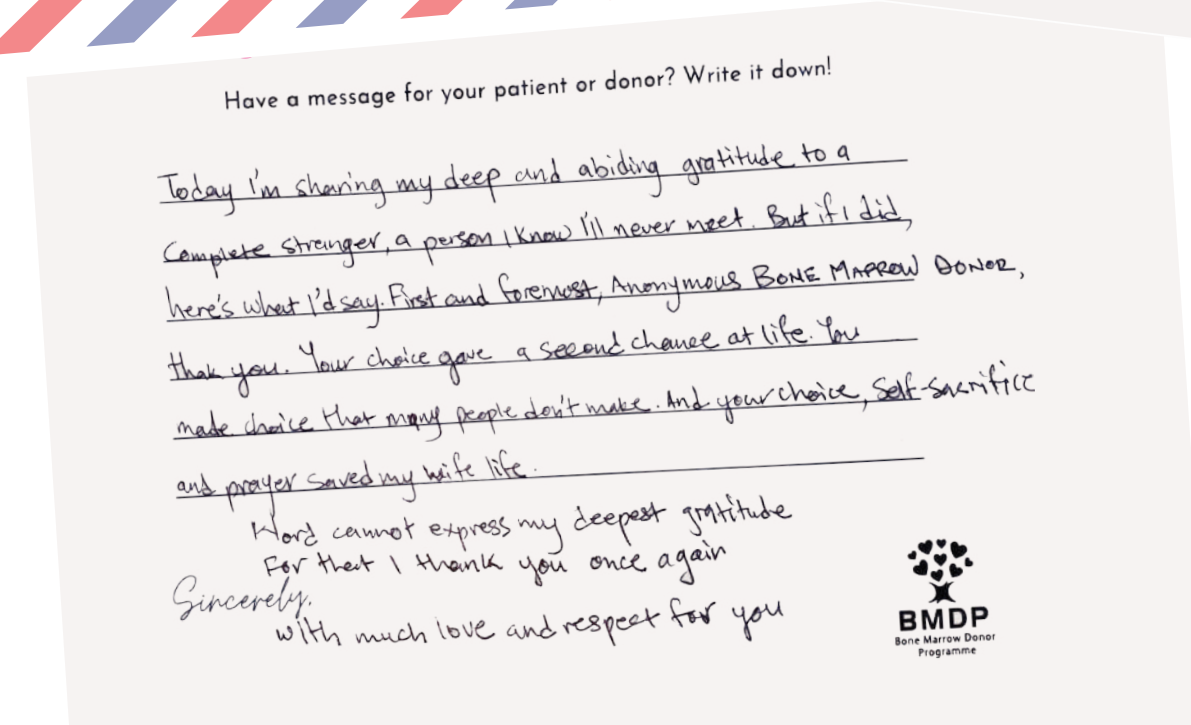 Have a message for your patient or donor? Write it down!
Today I'm sharing my deep and abiding gratitude to a
Complete stranger, a person I know I'll never meet. But if I did,
here's what I'd say. First and foremost, Anonymous BONE MARROW DONOR,
thak you. Your choice gave a second chance at life. You
made choice that many people don't make. And your choice, self-sacrifice
and prayer saved my wife life.
Word cannot express my deepest gratitude
For that I thank you once again
Sincerely.
with much love and respect for you
BMDP
Bone Marrow Donor
Programme